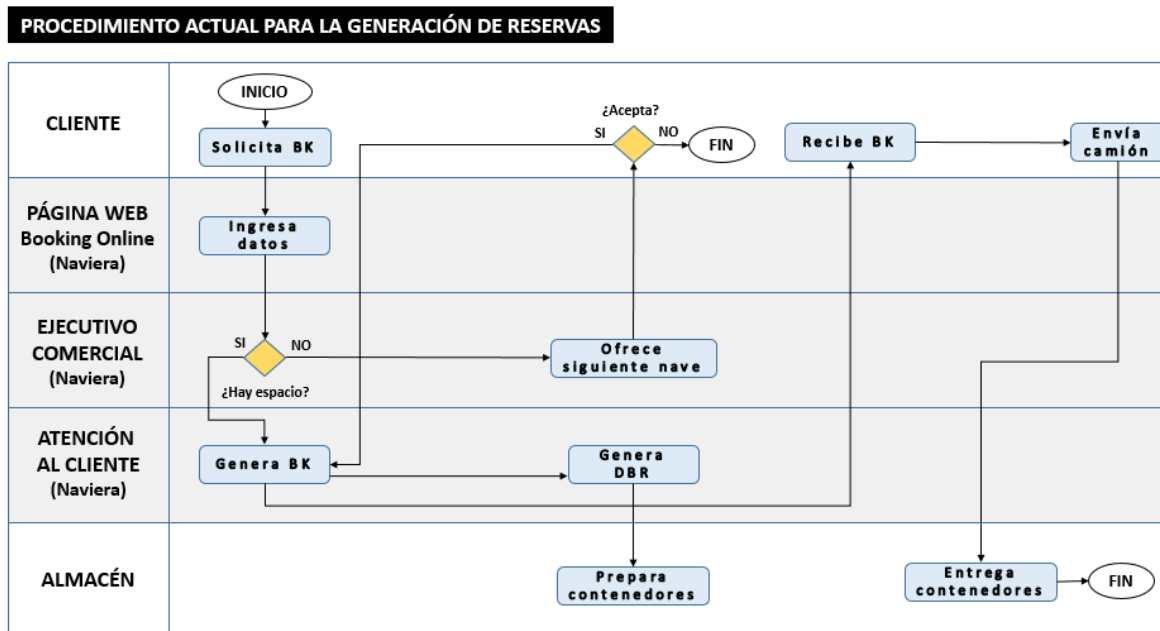 PROCEDIMIENTO ACTUAL PARA LA GENERACIÓN DE RESERVAS
CLIENTE
INICIO
Solicita BK
¿Acepta?
SI
NO
FIN
Recibe BK
Envía
camión
PÁGINA WEB
Booking Online
(Naviera)
Ingresa
datos
EJECUTIVO
COMERCIAL
(Naviera)
SI
NO
¿Hay espacio?
Ofrece
siguiente nave
ATENCIÓN
AL CLIENTE
(Naviera)
Genera BK
Genera
DBR
ALMACÉN
Prepara
contenedores
Entrega
contenedores
FIN